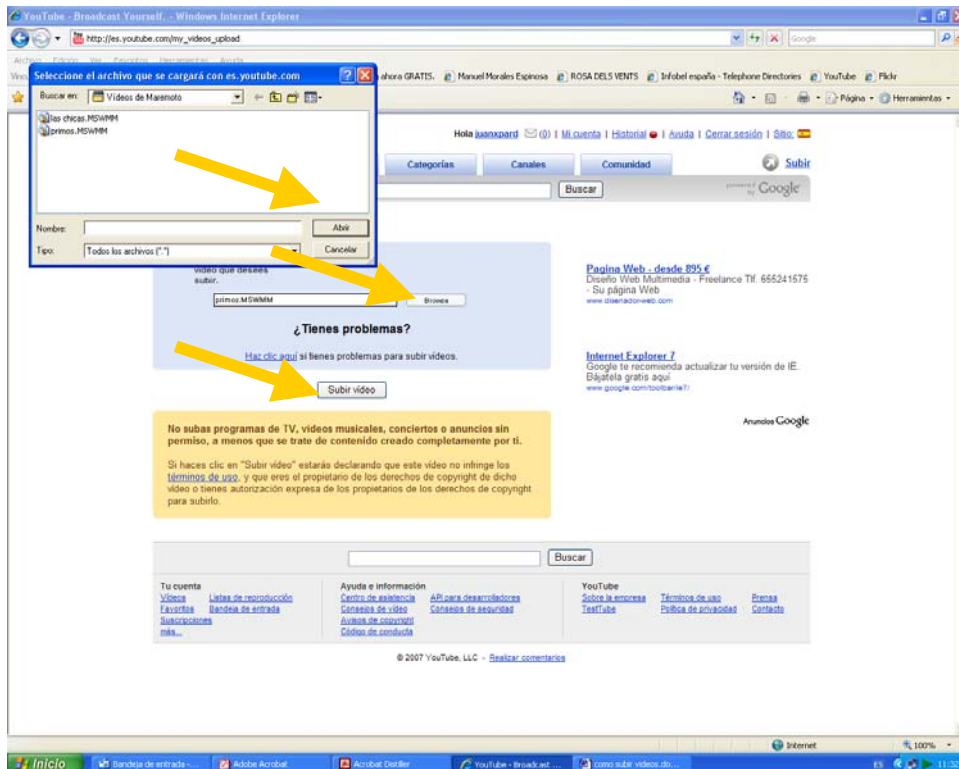 YouTube - Broadcast Yourself. - Windows Internet Explorer
http://es.youtube.com/my_videos_upload
Google
Archivo Edición Ver Favoritos Herramientas Ayuda
ahora GRATIS. Manuel Morales Espinosa ROSA DELS VENTS Infobel españa - Telephone Directories YouTube Flickr
Página Herramientas
Seleccione el archivo que se cargará con es.youtube.com
Buscar en: Vídeos de Maremoto
las chicas.MSWMM
primos.MSWMM
Nombre: Abrir
Tipo: Todos los archivos (*.*) Cancelar
Hola juanxpard (0) | Mi cuenta | Historial | Ayuda | Cerrar sesión | Sitio:
Categorías Canales Comunidad Subir
Buscar powered by Google
vídeo que desees
subir.
primos.MSWMM Browse
¿Tienes problemas?
Haz clic aquí si tienes problemas para subir vídeos.
Subir vídeo
Pagina Web - desde 895 €
Diseño Web Multimedia - Freelance Tlf. 655241575
- Su página Web
www.disenadorweb.com
Internet Explorer 7
Google te recomienda actualizar tu versión de IE.
Bájatela gratis aquí
www.google.com/toolbar/ie7/
Anuncios Google
No subas programas de TV, vídeos musicales, conciertos o anuncios sin
permiso, a menos que se trate de contenido creado completamente por ti.
Si haces clic en "Subir vídeo" estarás declarando que este vídeo no infringe los
términos de uso, y que eres el propietario de los derechos de copyright de dicho
vídeo o tienes autorización expresa de los propietarios de los derechos de copyright
para subirlo.
Buscar
Tu cuenta
Vídeos Listas de reproducción
Favoritos Bandeja de entrada
Suscripciones
más...
Ayuda e información
Centro de asistencia API para desarrolladores
Consejos de vídeo Consejos de seguridad
Avisos de copyright
Código de conducta
YouTube
Sobre la empresa Términos de uso Prensa
TestTube Política de privacidad Contacto
© 2007 YouTube, LLC - Realizar comentarios
Internet 100%
Inicio Bandeja de entrada -... Adobe Acrobat Acrobat Distiller YouTube - Broadcast ... como subir videos.do... ES 11:32